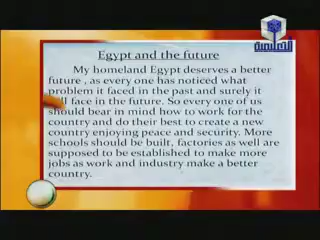 التعليمية
Egypt and the future
My homeland Egypt deserves a better
future , as every one has noticed what
problem it faced in the past and surely it
will face in the future. So every one of us
should bear in mind how to work for the
country and do their best to create a new
country enjoying peace and security. More
schools should be built, factories as well are
supposed to be established to make more
jobs as work and industry make a better
country.